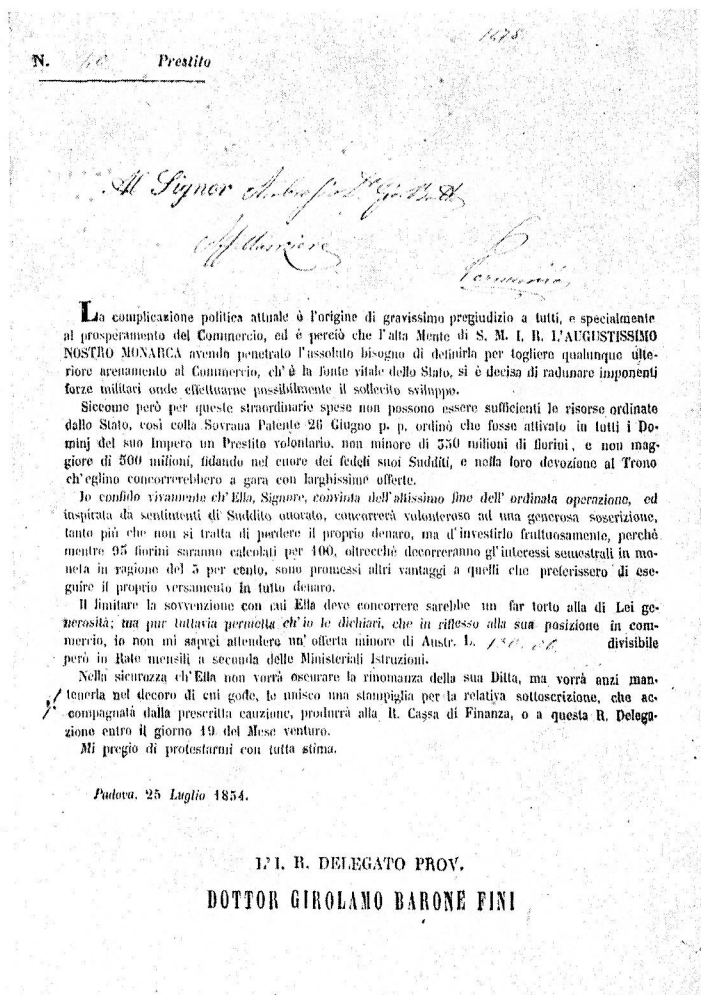 1678
N. 40 Prestito
Al Signor
La complicazione politica attuale è l'origine di gravissimo pregiudizio a tutti, e specialmente
al prosperamento del Commercio, ed è perciò che l'alta Mente di S. M. I. R. L'AUGUSTISSIMO
NOSTRO MONARCA avendo penetrato l'assoluto bisogno di definirla per togliere qualunque ulte-
riore arenamento al Commercio, ch'è la fonte vitale dello Stato, si è decisa di radunare imponenti
forze militari onde effettuarne possibilmente il sollecito sviluppo.
Siccome però per queste straordinarie spese non possono essere sufficienti le risorse ordinate
dallo Stato, così colla Sovrana Patente 26 Giugno p. p. ordinò che fosse attivato in tutti i Do-
minj del suo Impero un Prestito volontario, non minore di 350 milioni di fiorini, e non mag-
giore di 500 milioni, fidando nel cuore dei fedeli suoi Sudditi, e nella loro devozione al Trono
ch'eglino concorrerebbero a gara con larghissime offerte.
Io confido vivamente ch'Ella, Signore, convinta dell'altissimo fine dell'ordinata operazione, ed
inspirata da sentimenti di Suddito onorato, concorrerà volonteroso ad una generosa soscrizione,
tanto più che non si tratta di perdere il proprio denaro, ma d'investirlo fruttuosamente, perchè
mentre 95 fiorini saranno calcolati per 100, oltrecchè decorreranno gl'interessi semestrali in mo-
neta in ragione del 5 per cento, sono promessi altri vantaggi a quelli che preferissero di ese-
guire il proprio versamento in tutto denaro.
Il limitare la sovvenzione con cui Ella deve concorrere sarebbe un far torto alla di Lei ge-
nerosità; ma pur tuttavia permetta ch'io le dichiari, che in riflesso alla sua posizione in com-
mercio, io non mi saprei attendere un'offerta minore di Austr. L. divisibile
però in Rate mensili a seconda delle Ministeriali Istruzioni.
Nella sicurezza ch'Ella non vorrà oscurare la rinomanza della sua Ditta, ma vorrà anzi man-
tenerla nel decoro di cui gode, le unisco una stampiglia per la relativa sottoscrizione, che ac-
compagnata dalla prescritta cauzione, produrrà alla R. Cassa di Finanza, o a questa R. Delega-
zione entro il giorno 19 del Mese venturo.
Mi pregio di protestarmi con tutta stima.
Padova, 25 Luglio 1854.
L'I. R. DELEGATO PROV.
DOTTOR GIROLAMO BARONE FINI